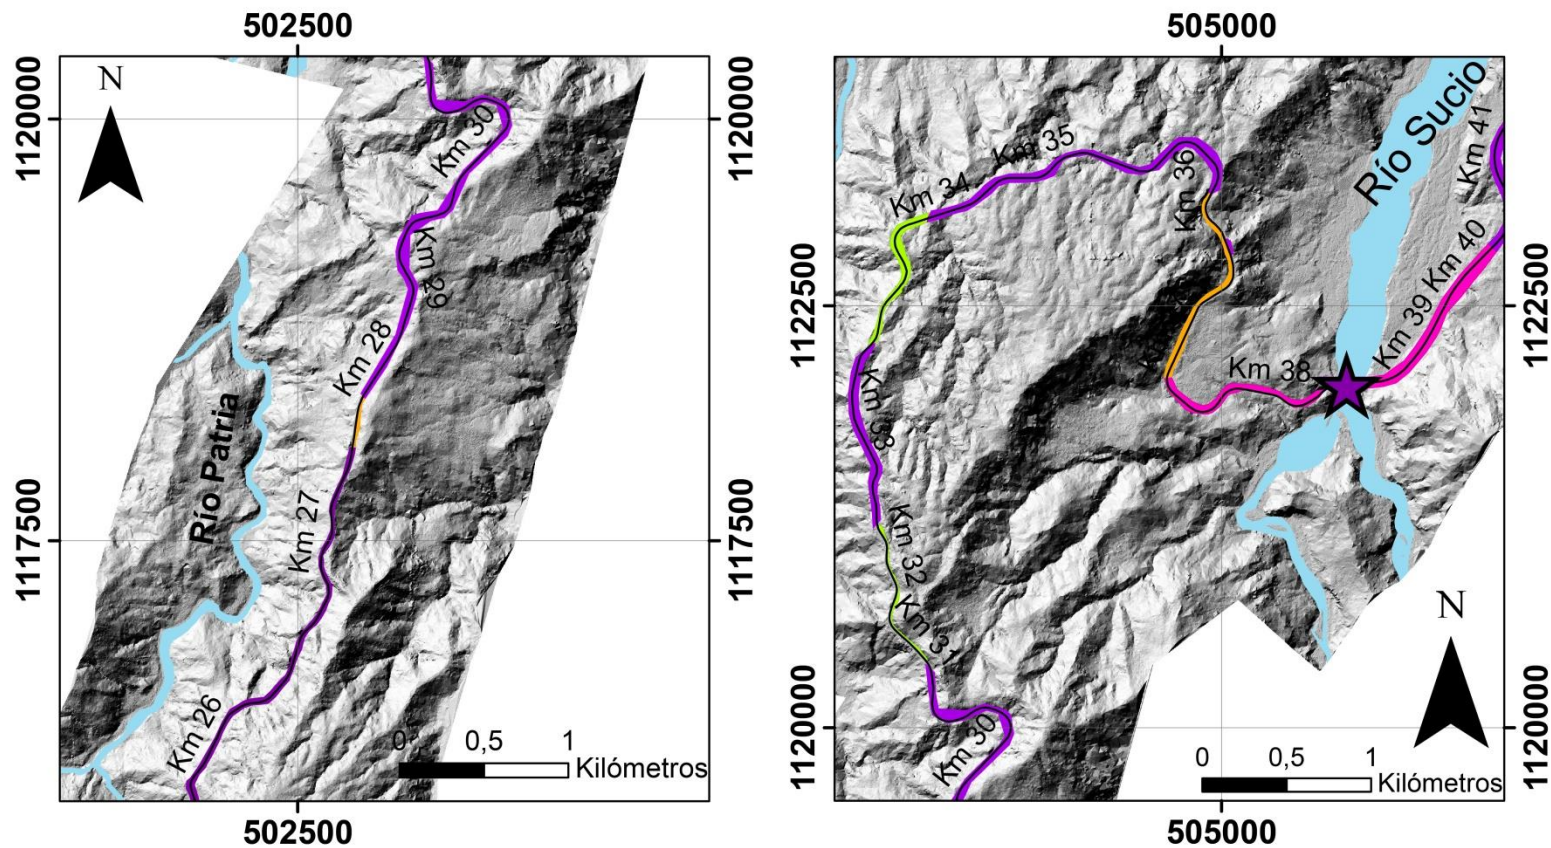 502500
N
1120000
Km 30
Km 29
Km 28
Río Patria
Km 27
1117500
1117500
1120000
Km 26
0 0,5 1
Kilómetros
502500
505000
Río Sucio
Km 41
Km 35
Km 36
Km 34
1122500
1122500
Km 39 Km 40
Km 38
Km 33
Km 32
Km 31
N
1120000
1120000
Km 30
0 0,5 1
Kilómetros
505000